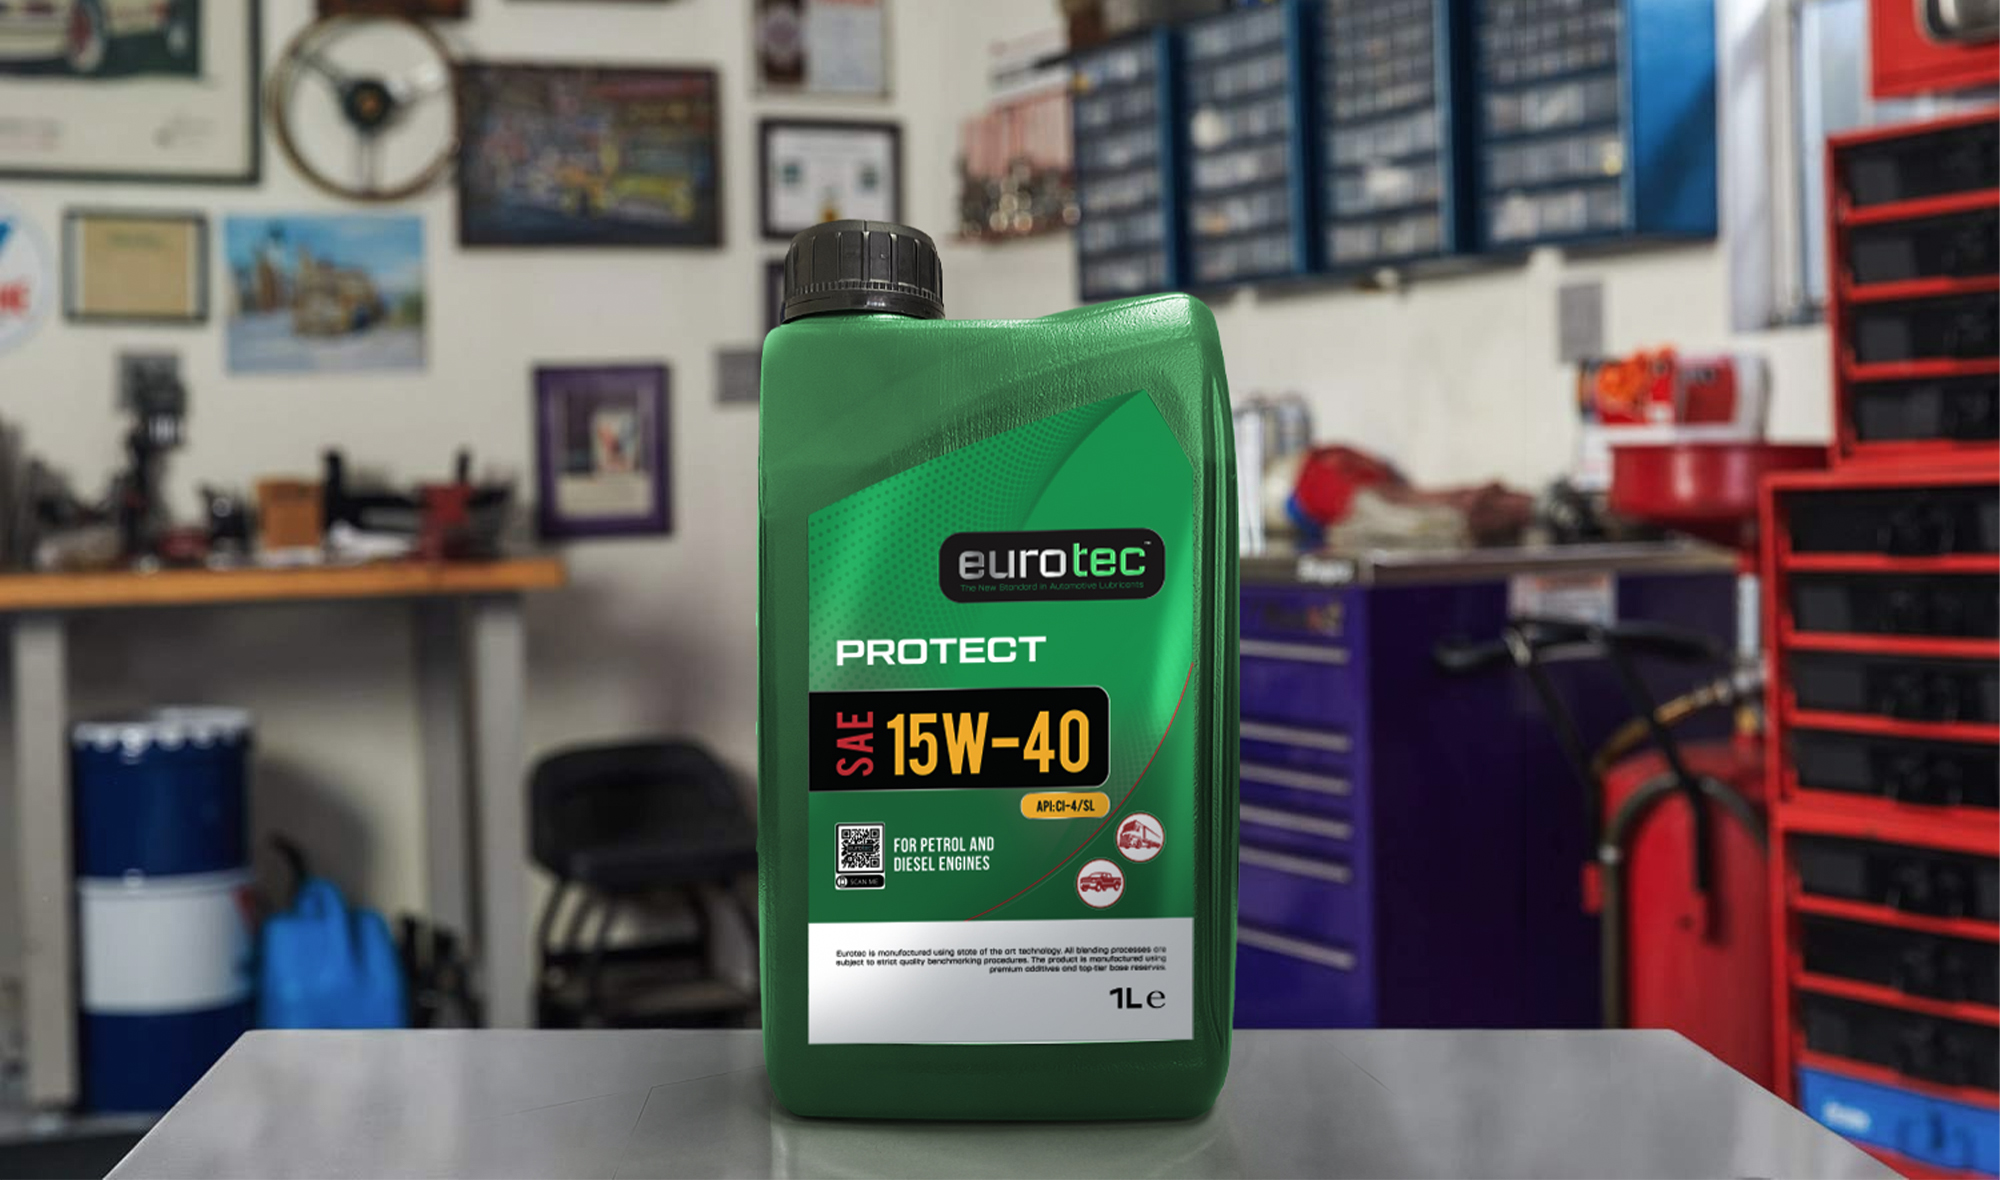 eurotec™
The New Standard in Automotive Lubricants
PROTECT
SAE 15W-40
API:CI-4/SL
SCAN ME
FOR PETROL AND
DIESEL ENGINES
Eurotec is manufactured using state of the art technology. All blending processes are
subject to strict quality benchmarking procedures. The product is manufactured using
premium additives and top-tier base reserves.
1L e